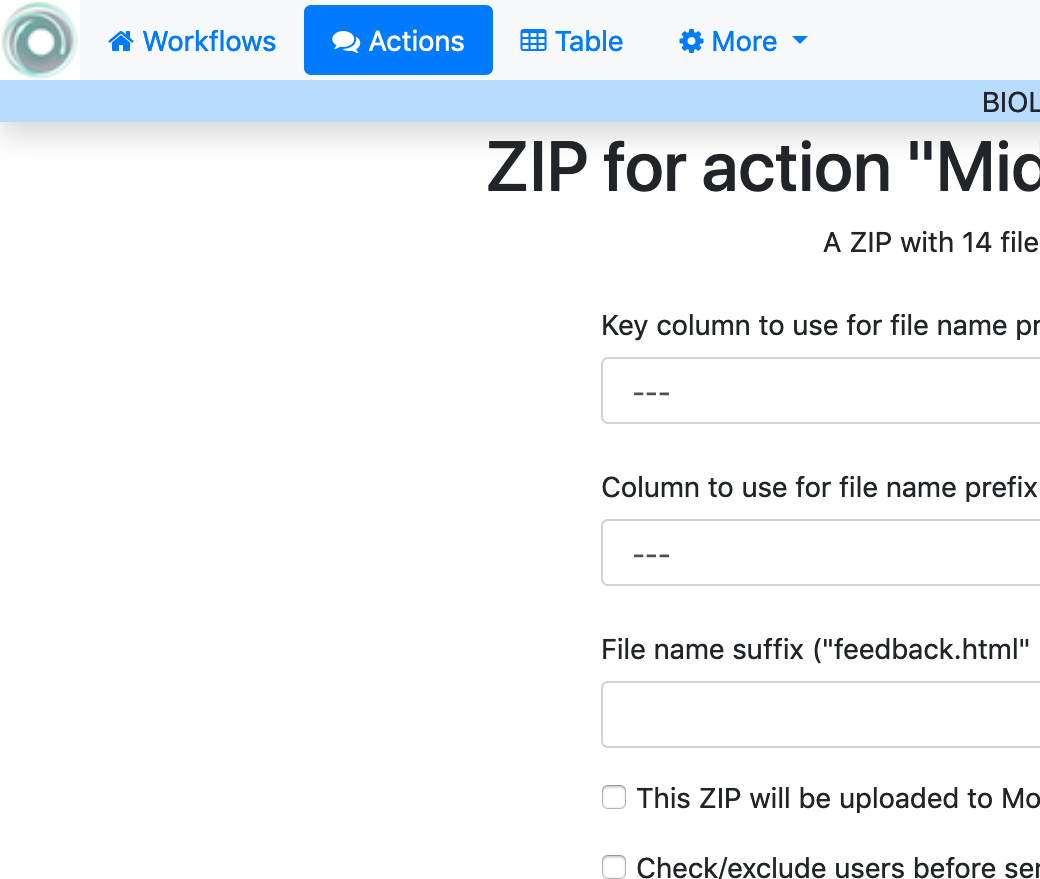 Workflows Actions Table More
BIOL
ZIP for action "Mid
A ZIP with 14 file
Key column to use for file name pr
---
Column to use for file name prefix
---
File name suffix ("feedback.html"
This ZIP will be uploaded to Mo
Check/exclude users before ser